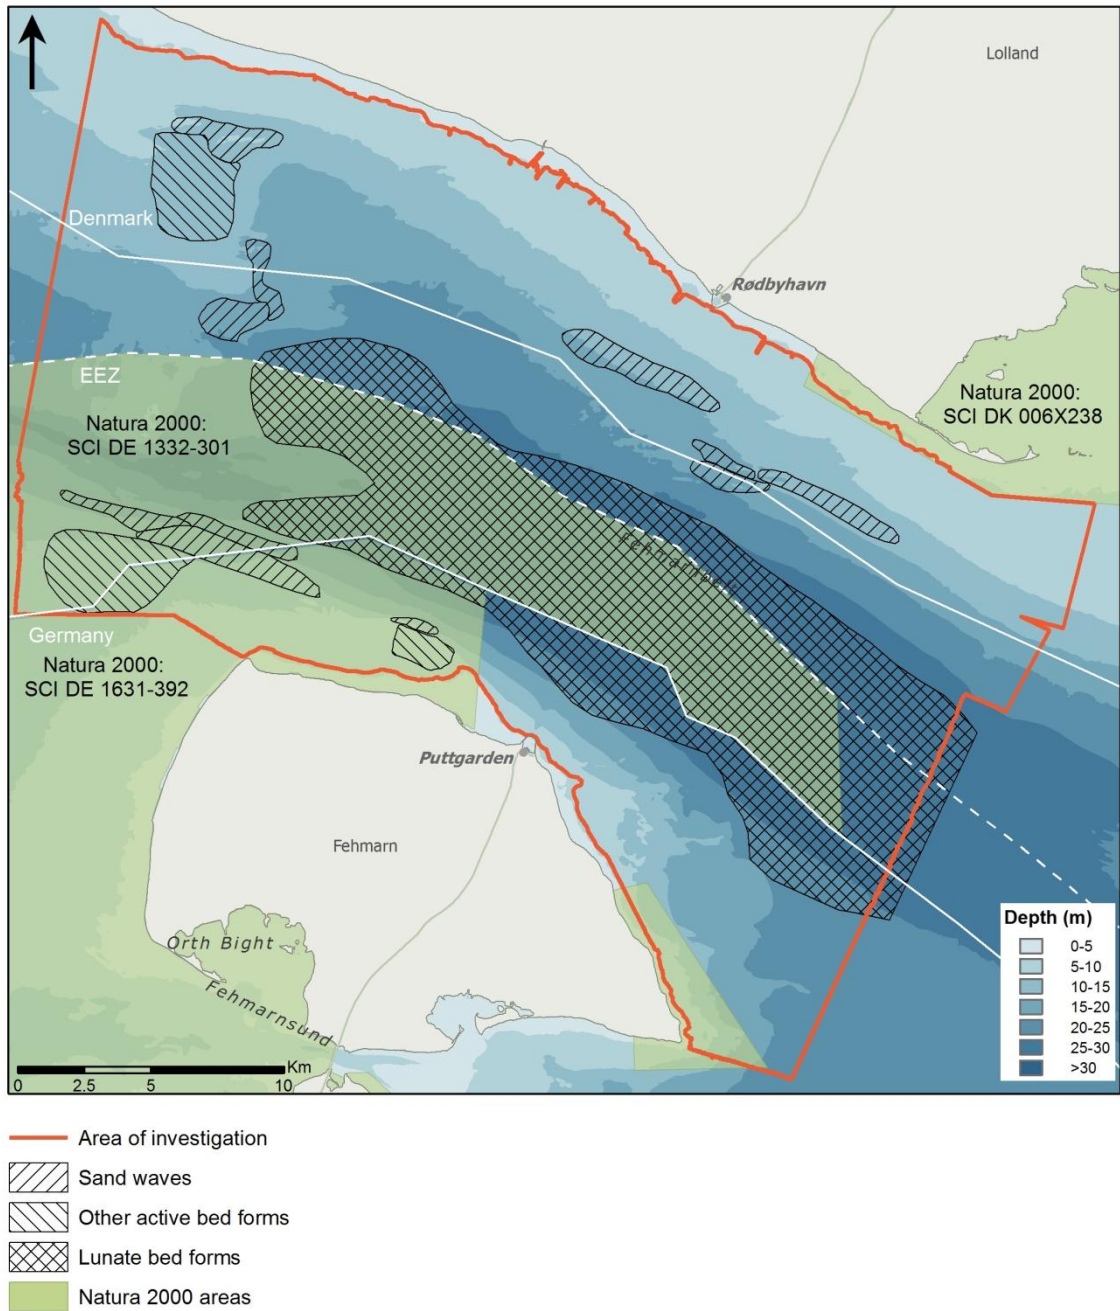 Lolland
Denmark
Rødbyhavn
EEZ
Natura 2000:
SCI DE 1332-301
Natura 2000:
SCI DK 006X238
Fehmarnbelt
Germany
Natura 2000:
SCI DE 1631-392
Puttgarden
Fehmarn
Orth Bight
Fehmarnsund
Depth (m)
0-5
5-10
10-15
15-20
20-25
25-30
>30
Km
0 2.5 5 10
Area of investigation
Sand waves
Other active bed forms
Lunate bed forms
Natura 2000 areas